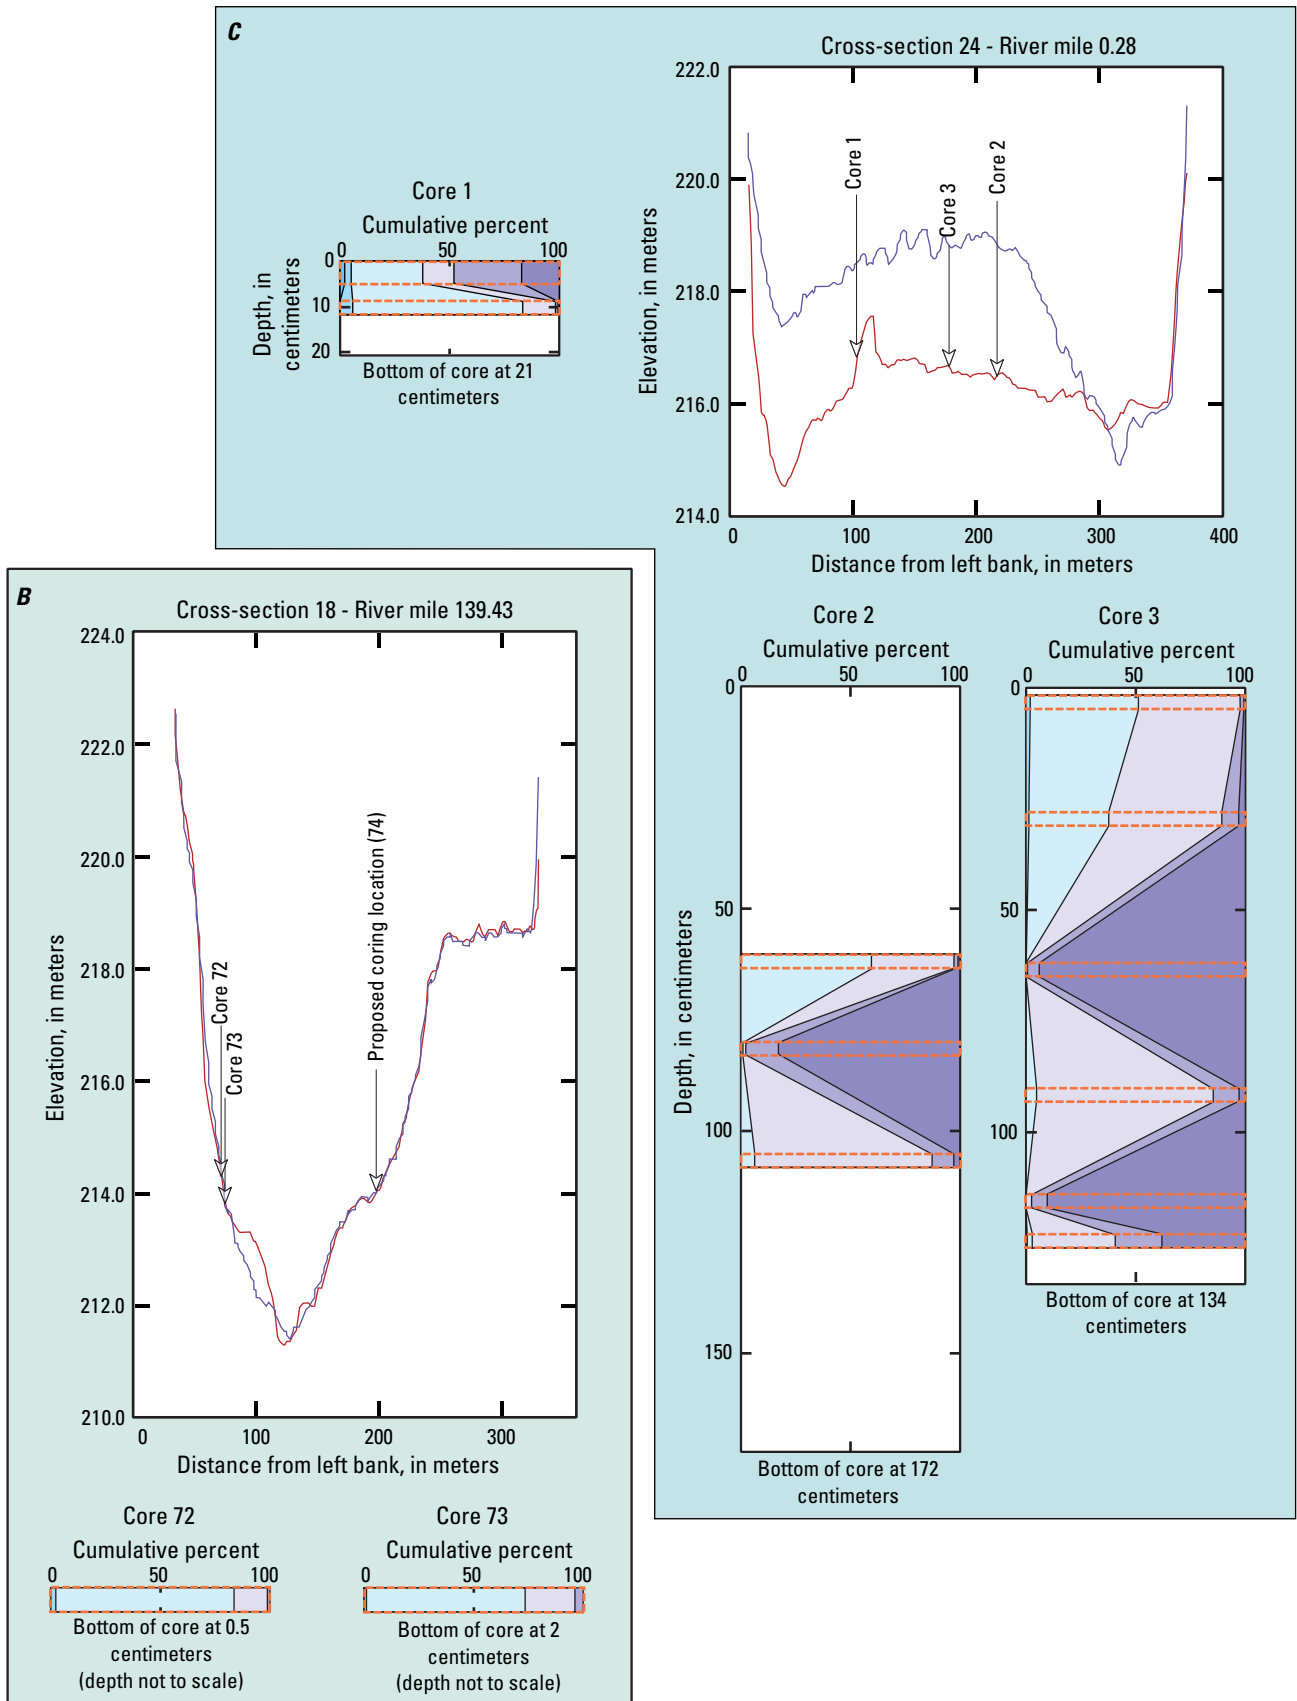 C
Cross-section 24 - River mile 0.28
222.0
220.0
218.0
216.0
214.0
Elevation, in meters
Core 1
Core 3
Core 2
0 100 200 300 400
Distance from left bank, in meters
Core 1
Cumulative percent
0 50 100
0
10
20
Depth, in
centimeters
Bottom of core at 21
centimeters
B
Cross-section 18 - River mile 139.43
224.0
222.0
220.0
218.0
216.0
214.0
212.0
210.0
Elevation, in meters
Core 72
Core 73
Proposed coring location (74)
0 100 200 300
Distance from left bank, in meters
Core 72
Cumulative percent
0 50 100
Bottom of core at 0.5
centimeters
(depth not to scale)
Core 73
Cumulative percent
0 50 100
Bottom of core at 2
centimeters
(depth not to scale)
Core 2
Cumulative percent
0 50 100
0
50
100
150
Depth, in centimeters
Bottom of core at 172
centimeters
Core 3
Cumulative percent
0 50 100
0
50
100
Bottom of core at 134
centimeters